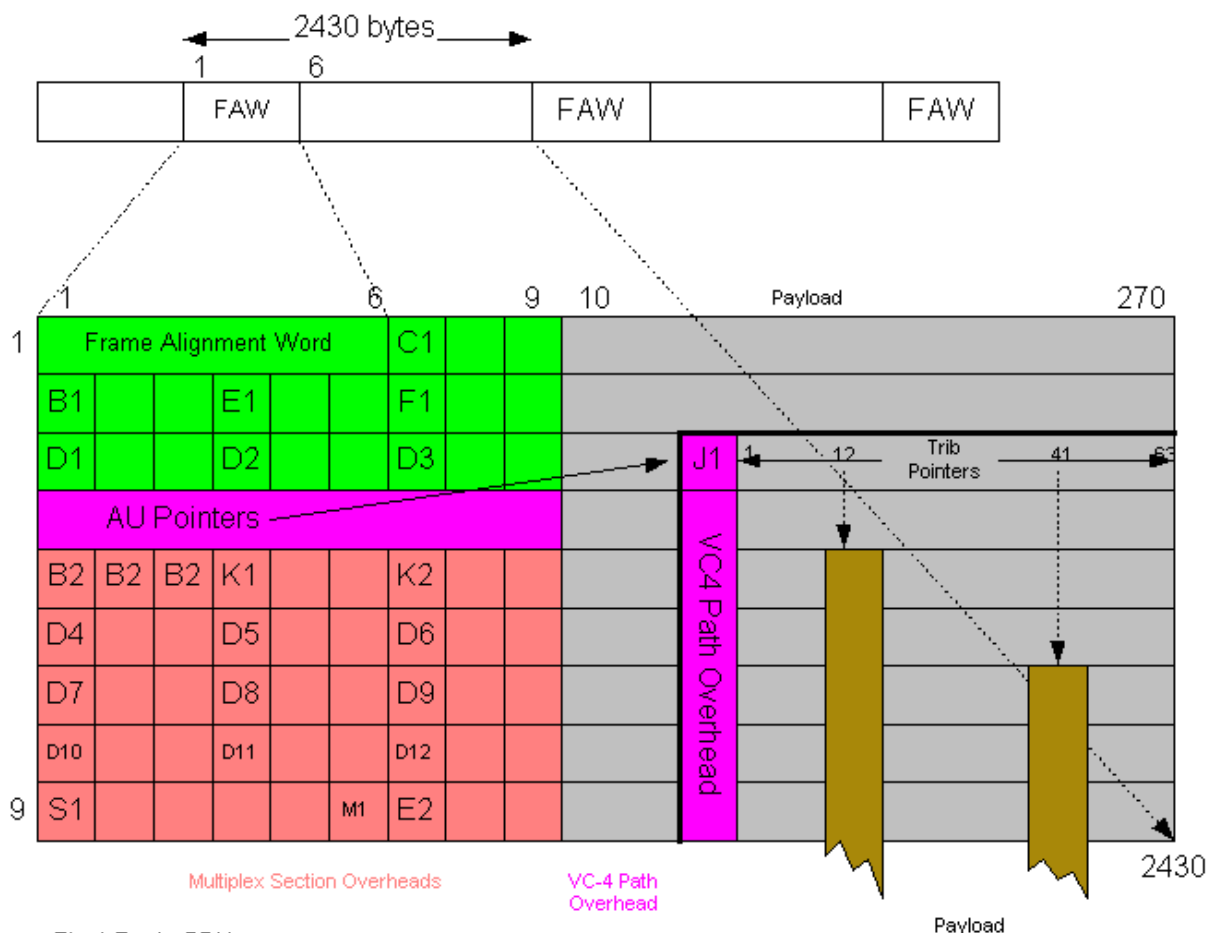 2430 bytes
1 6
FAW FAW FAW
1 6 9 10 Payload 270
1 Frame Alignment Word C1
B1 E1 F1
D1 D2 D3 J1 1 12 Trib Pointers 41 63
AU Pointers
VC4 Path Overhead
B2 B2 B2 K1 K2
D4 D5 D6
D7 D8 D9
D10 D11 D12
9 S1 M1 E2
2430
Multiplex Section Overheads
VC-4 Path
Overhead
Payload